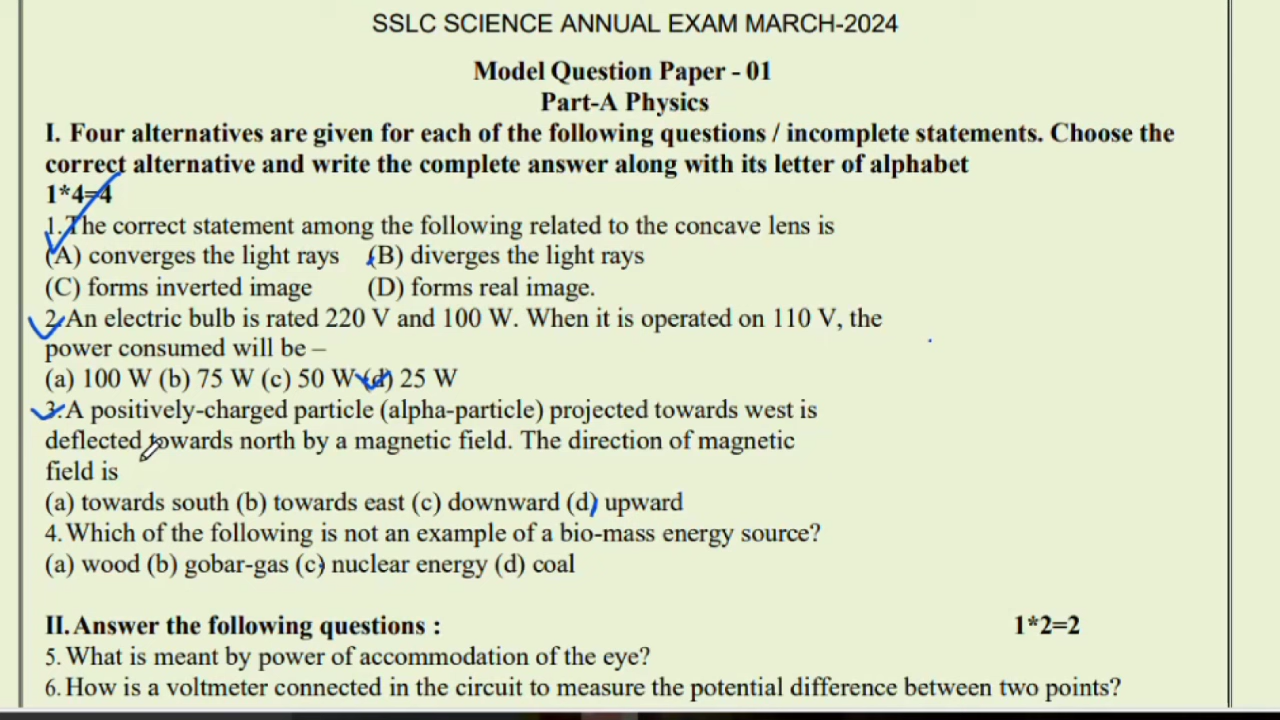 SSLC SCIENCE ANNUAL EXAM MARCH-2024
Model Question Paper - 01
Part-A Physics
I. Four alternatives are given for each of the following questions / incomplete statements. Choose the
correct alternative and write the complete answer along with its letter of alphabet
1*4=4
1.The correct statement among the following related to the concave lens is
(A) converges the light rays (B) diverges the light rays
(C) forms inverted image (D) forms real image.
2.An electric bulb is rated 220 V and 100 W. When it is operated on 110 V, the
power consumed will be –
(a) 100 W (b) 75 W (c) 50 W (d) 25 W
3.A positively-charged particle (alpha-particle) projected towards west is
deflected towards north by a magnetic field. The direction of magnetic
field is
(a) towards south (b) towards east (c) downward (d) upward
4.Which of the following is not an example of a bio-mass energy source?
(a) wood (b) gobar-gas (c) nuclear energy (d) coal
II.Answer the following questions : 1*2=2
5. What is meant by power of accommodation of the eye?
6.How is a voltmeter connected in the circuit to measure the potential difference between two points?